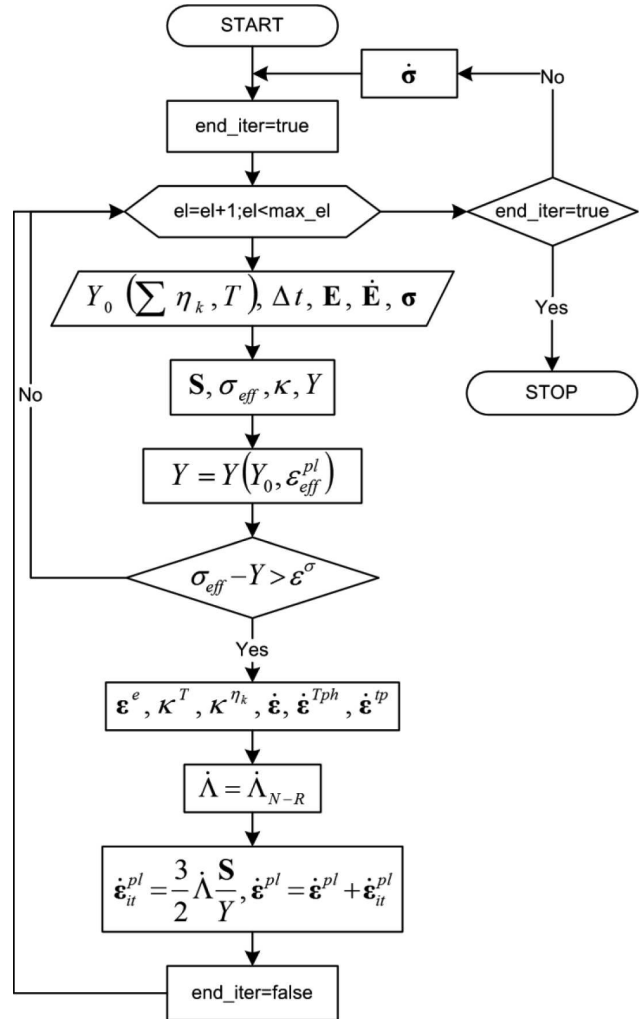 START
σ̇
No
end_iter=true
el=el+1;el<max_el
end_iter=true
Y₀ (∑ ηₖ , T), Δt, E, Ė, σ
Yes
S, σ_eff , κ, Y
STOP
No
Y = Y(Y₀, ε_eff^pl)
σ_eff − Y > ε^σ
Yes
ε^e , κ^T , κ^ηₖ , ε̇, ε̇^Tph , ε̇^tp
Λ̇ = Λ̇_N−R
ε̇_it^pl = 3/2 Λ̇ S/Y, ε̇^pl = ε̇^pl + ε̇_it^pl
end_iter=false